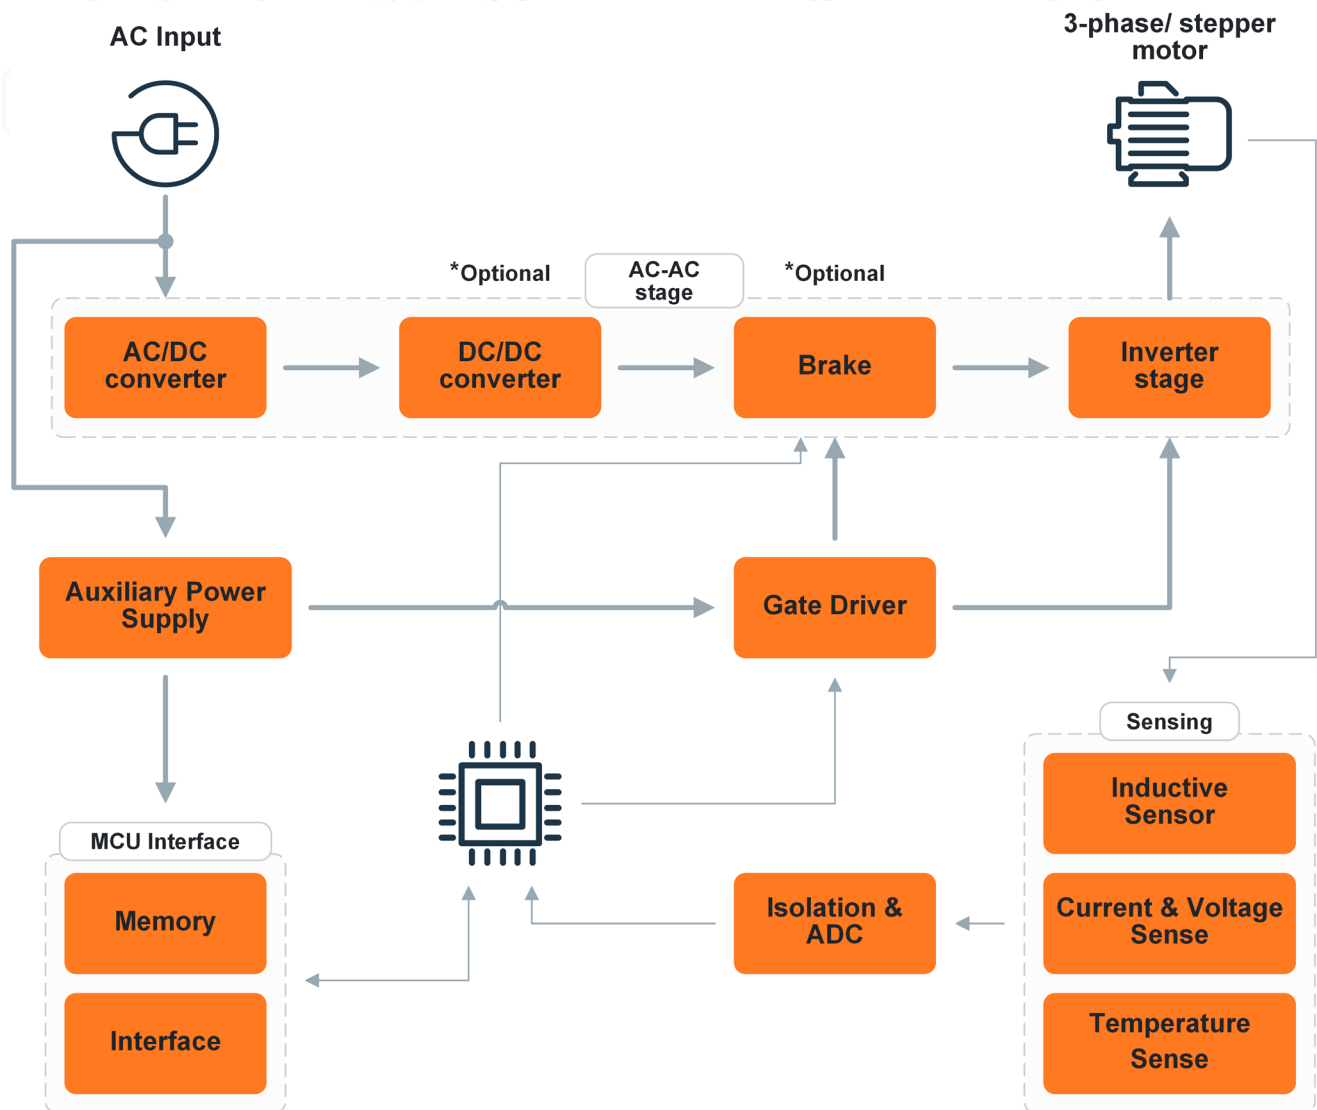 AC Input
3-phase/ stepper
motor
*Optional
AC-AC
stage
*Optional
AC/DC
converter
DC/DC
converter
Brake
Inverter
stage
Auxiliary Power
Supply
Gate Driver
Sensing
Inductive
Sensor
MCU Interface
Memory
Isolation &
ADC
Current & Voltage
Sense
Interface
Temperature
Sense